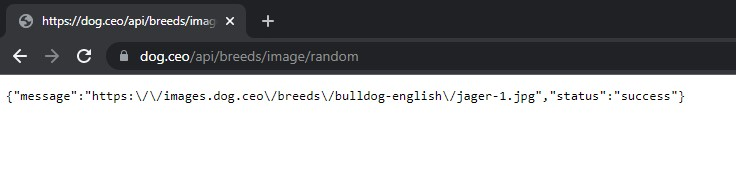 https://dog.ceo/api/breeds/imag
dog.ceo/api/breeds/image/random
{"message":"https:\/\/images.dog.ceo\/breeds\/bulldog-english\/jager-1.jpg","status":"success"}